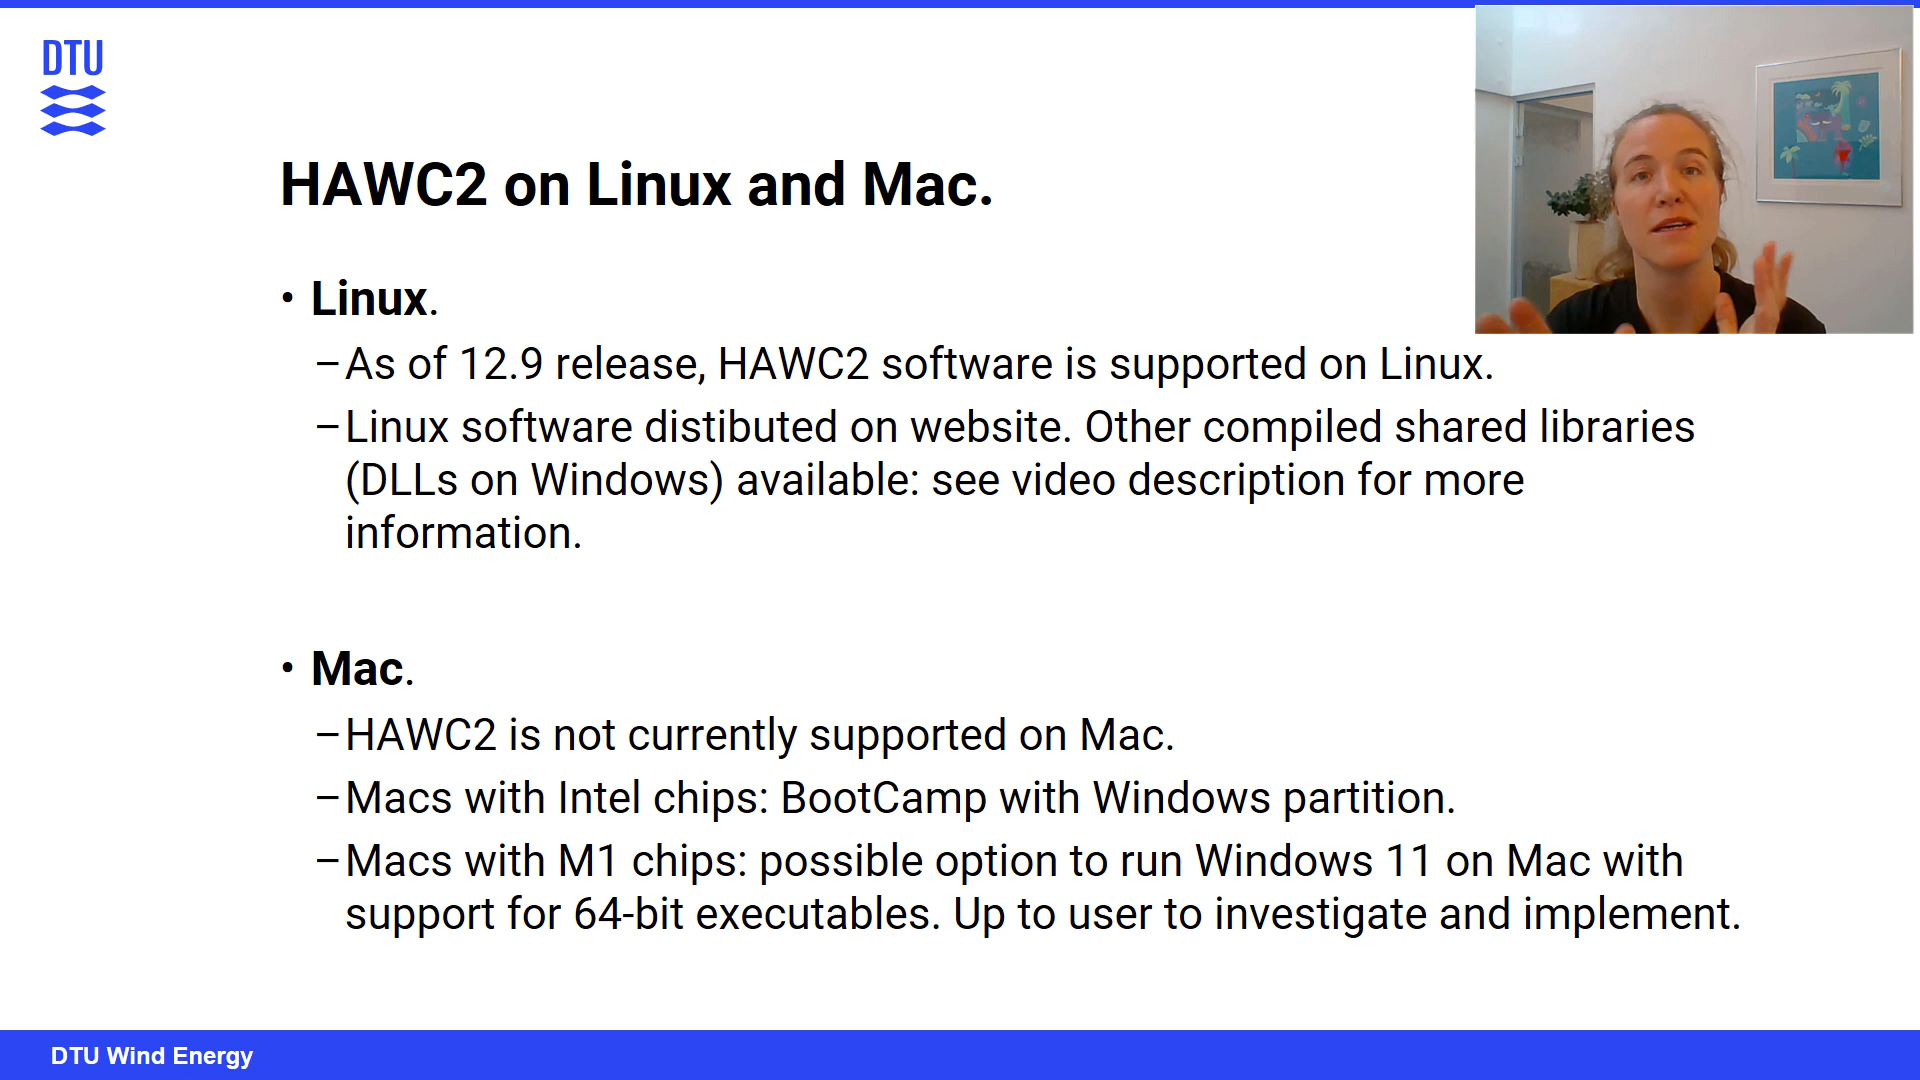 DTU
HAWC2 on Linux and Mac.
• Linux.
–As of 12.9 release, HAWC2 software is supported on Linux.
–Linux software distibuted on website. Other compiled shared libraries
(DLLs on Windows) available: see video description for more
information.
• Mac.
–HAWC2 is not currently supported on Mac.
–Macs with Intel chips: BootCamp with Windows partition.
–Macs with M1 chips: possible option to run Windows 11 on Mac with
support for 64-bit executables. Up to user to investigate and implement.
DTU Wind Energy